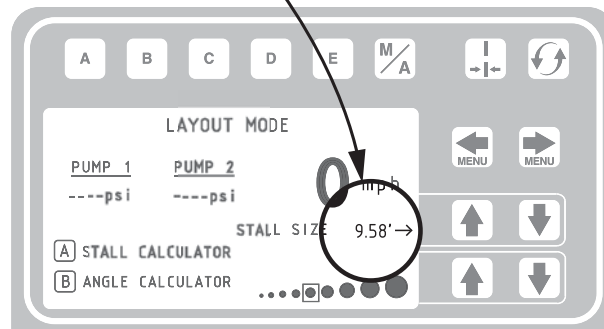 A B C D E M/A
LAYOUT MODE
MENU MENU
PUMP 1 PUMP 2 0 mph
----psi ----psi
STALL SIZE 9.58'→
A STALL CALCULATOR
B ANGLE CALCULATOR